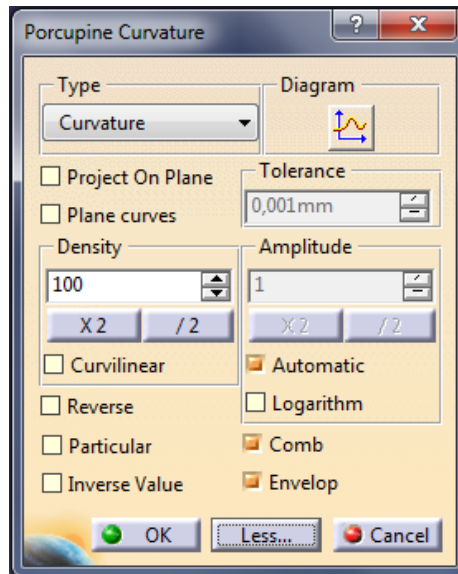 Porcupine Curvature
?
X
Type
Diagram
Curvature
Project On Plane
Tolerance
Plane curves
0,001mm
Density
Amplitude
100
1
X 2
/ 2
X 2
/ 2
Curvilinear
Automatic
Reverse
Logarithm
Particular
Comb
Inverse Value
Envelop
OK
Less...
Cancel